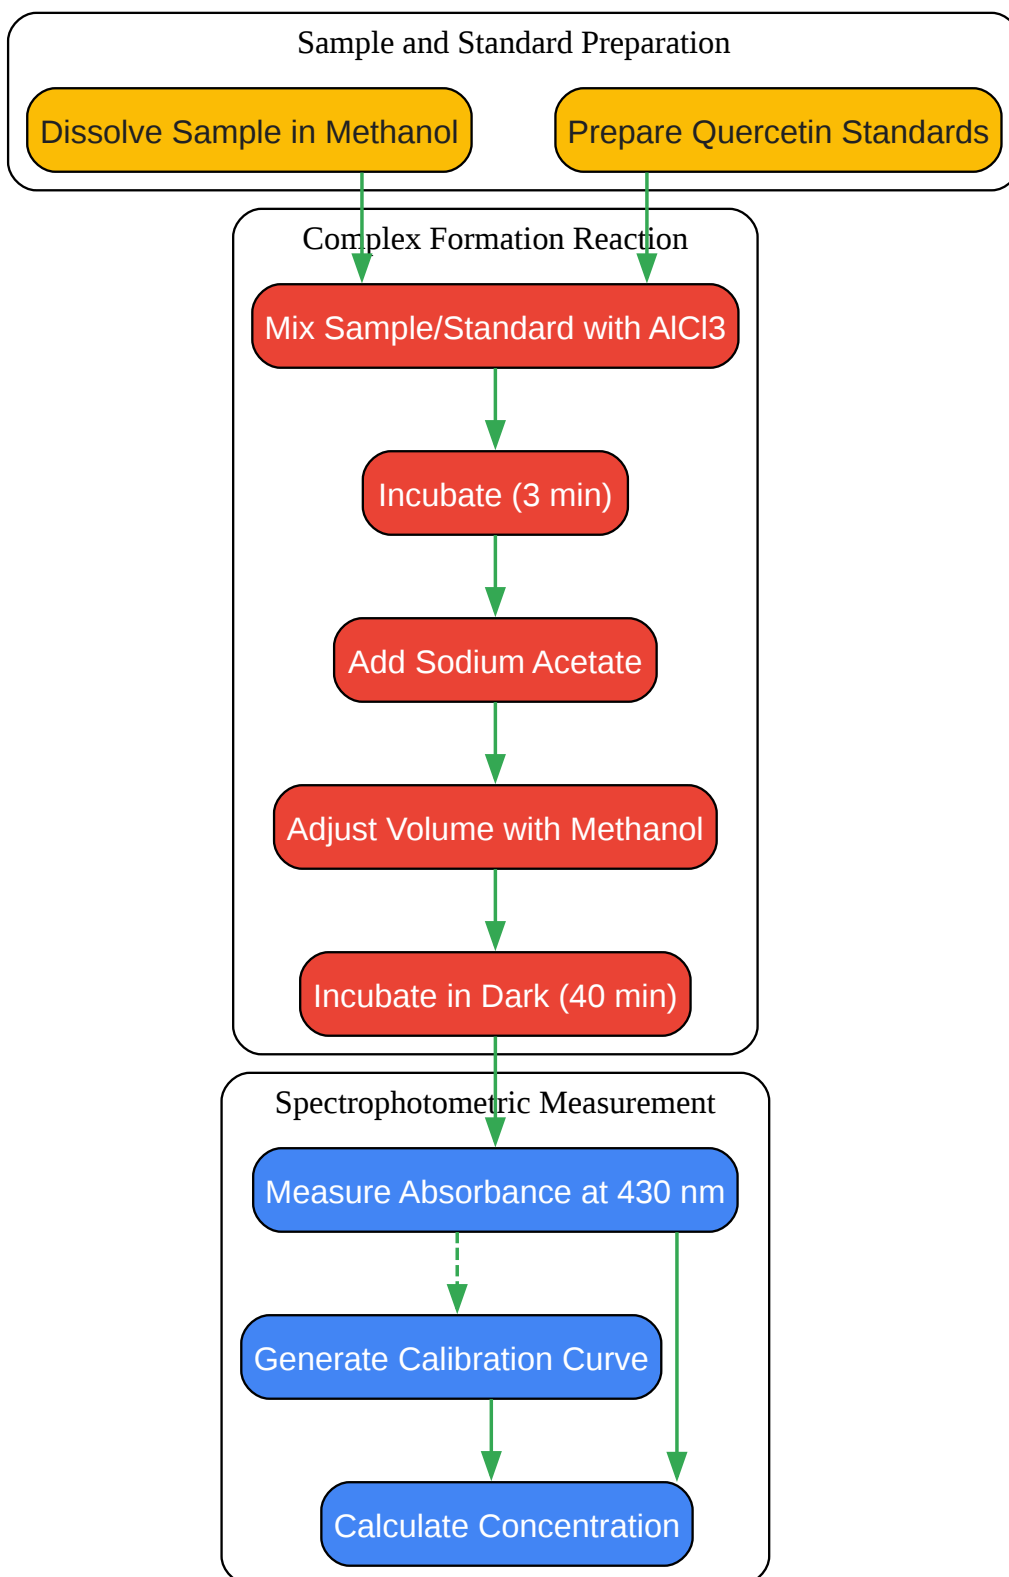 Sample and Standard Preparation
Dissolve Sample in Methanol
Prepare Quercetin Standards
Complex Formation Reaction
Mix Sample/Standard with AlCl3
Incubate (3 min)
Add Sodium Acetate
Adjust Volume with Methanol
Incubate in Dark (40 min)
Spectrophotometric Measurement
Measure Absorbance at 430 nm
Generate Calibration Curve
Calculate Concentration